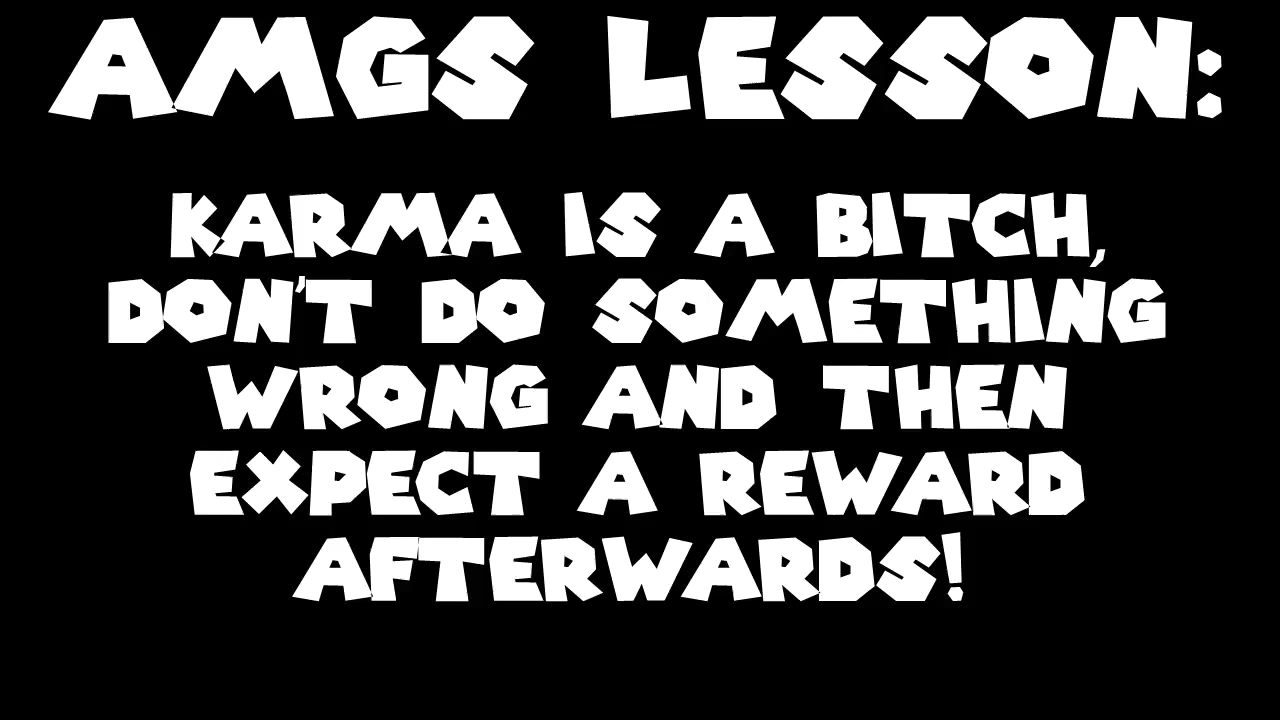 AMGS LESSON:
KARMA IS A BITCH,
DON'T DO SOMETHING
WRONG AND THEN
EXPECT A REWARD
AFTERWARDS!